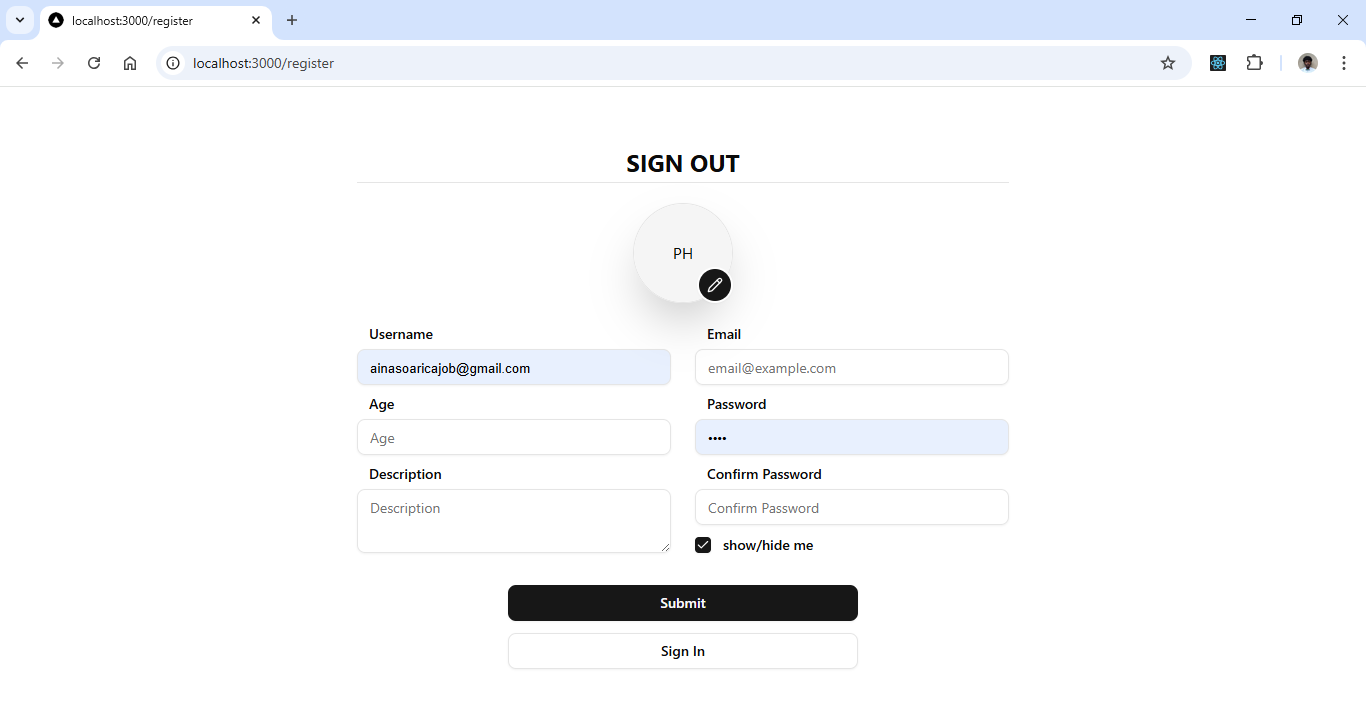 localhost:3000/register
localhost:3000/register
SIGN OUT
PH
Username
Email
ainasoaricajob@gmail.com
email@example.com
Age
Password
Age
••••
Description
Confirm Password
Description
Confirm Password
show/hide me
Submit
Sign In